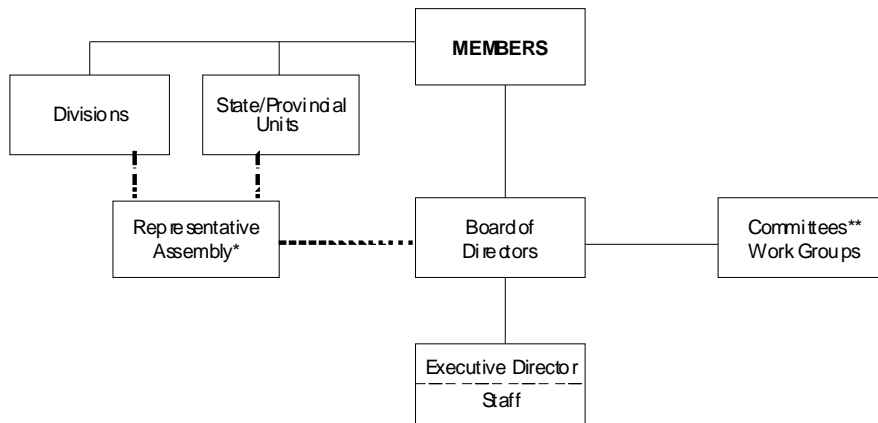 MEMBERS
Divisions
State/Provincial
Units
Representative
Assembly*
Board of
Directors
Committees**
Work Groups
Executive Director
Staff